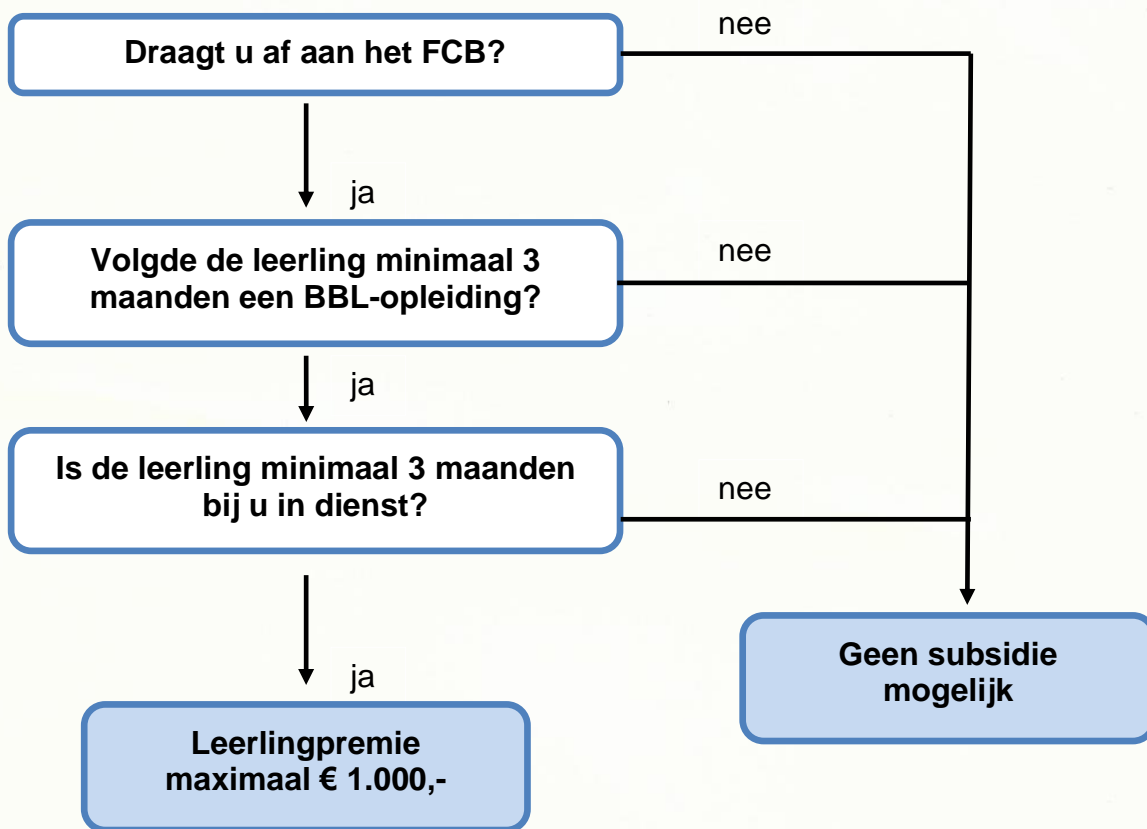 nee
Draagt u af aan het FCB?
ja
Volgde de leerling minimaal 3
maanden een BBL-opleiding?
nee
ja
Is de leerling minimaal 3 maanden
bij u in dienst?
nee
ja
Geen subsidie
mogelijk
Leerlingpremie
maximaal € 1.000,-